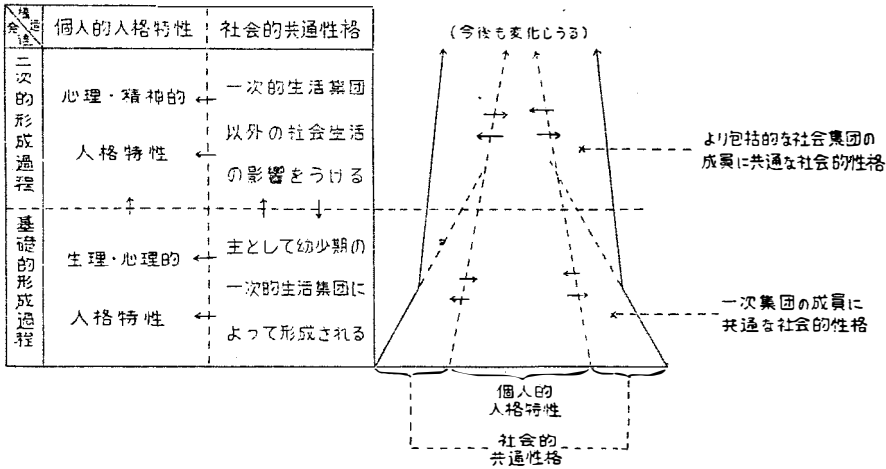 構造
発達
個人的人格特性
社会的共通性格
二次的形成過程
心理・精神的
人格特性
一次的生活集団
以外の社会生活
の影響をうける
基礎的形成過程
生理・心理的
人格特性
主として幼少期の
一次的生活集団に
よって形成される
(今後も変化しうる)
より包括的な社会集団の
成員に共通な社会的性格
一次集団の成員に
共通な社会的性格
個人的
人格特性
社会的
共通性格